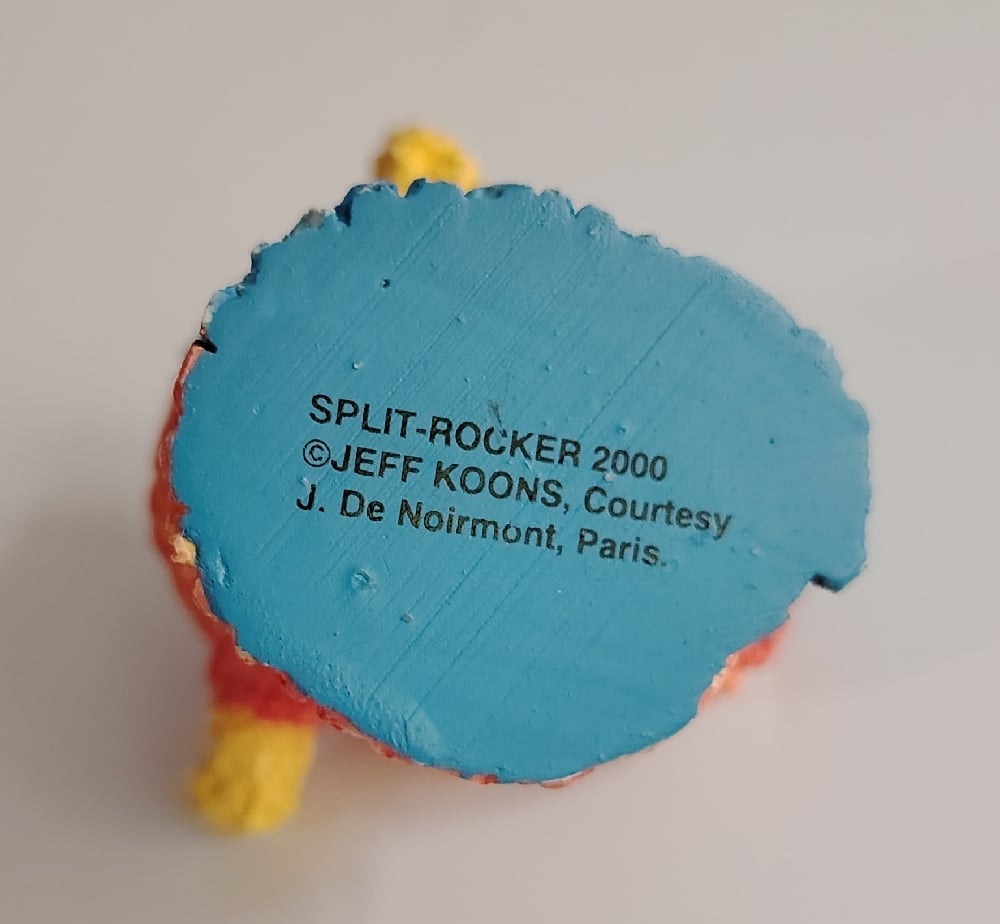 SPLIT-ROCKER 2000
©JEFF KOONS, Courtesy
J. De Noirmont, Paris.